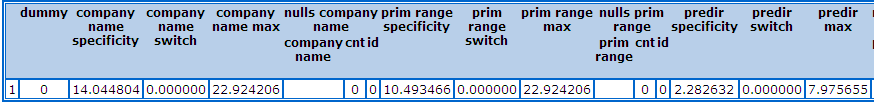 dummy company company company nulls company prim range prim prim range nulls prim predir predir predir
name name name max name specificity range max range specificity switch max
specificity switch company cnt id switch prim cnt id
name range
1 0 14.044804 0.000000 22.924206 0 0 10.493466 0.000000 22.924206 0 0 2.282632 0.000000 7.975655